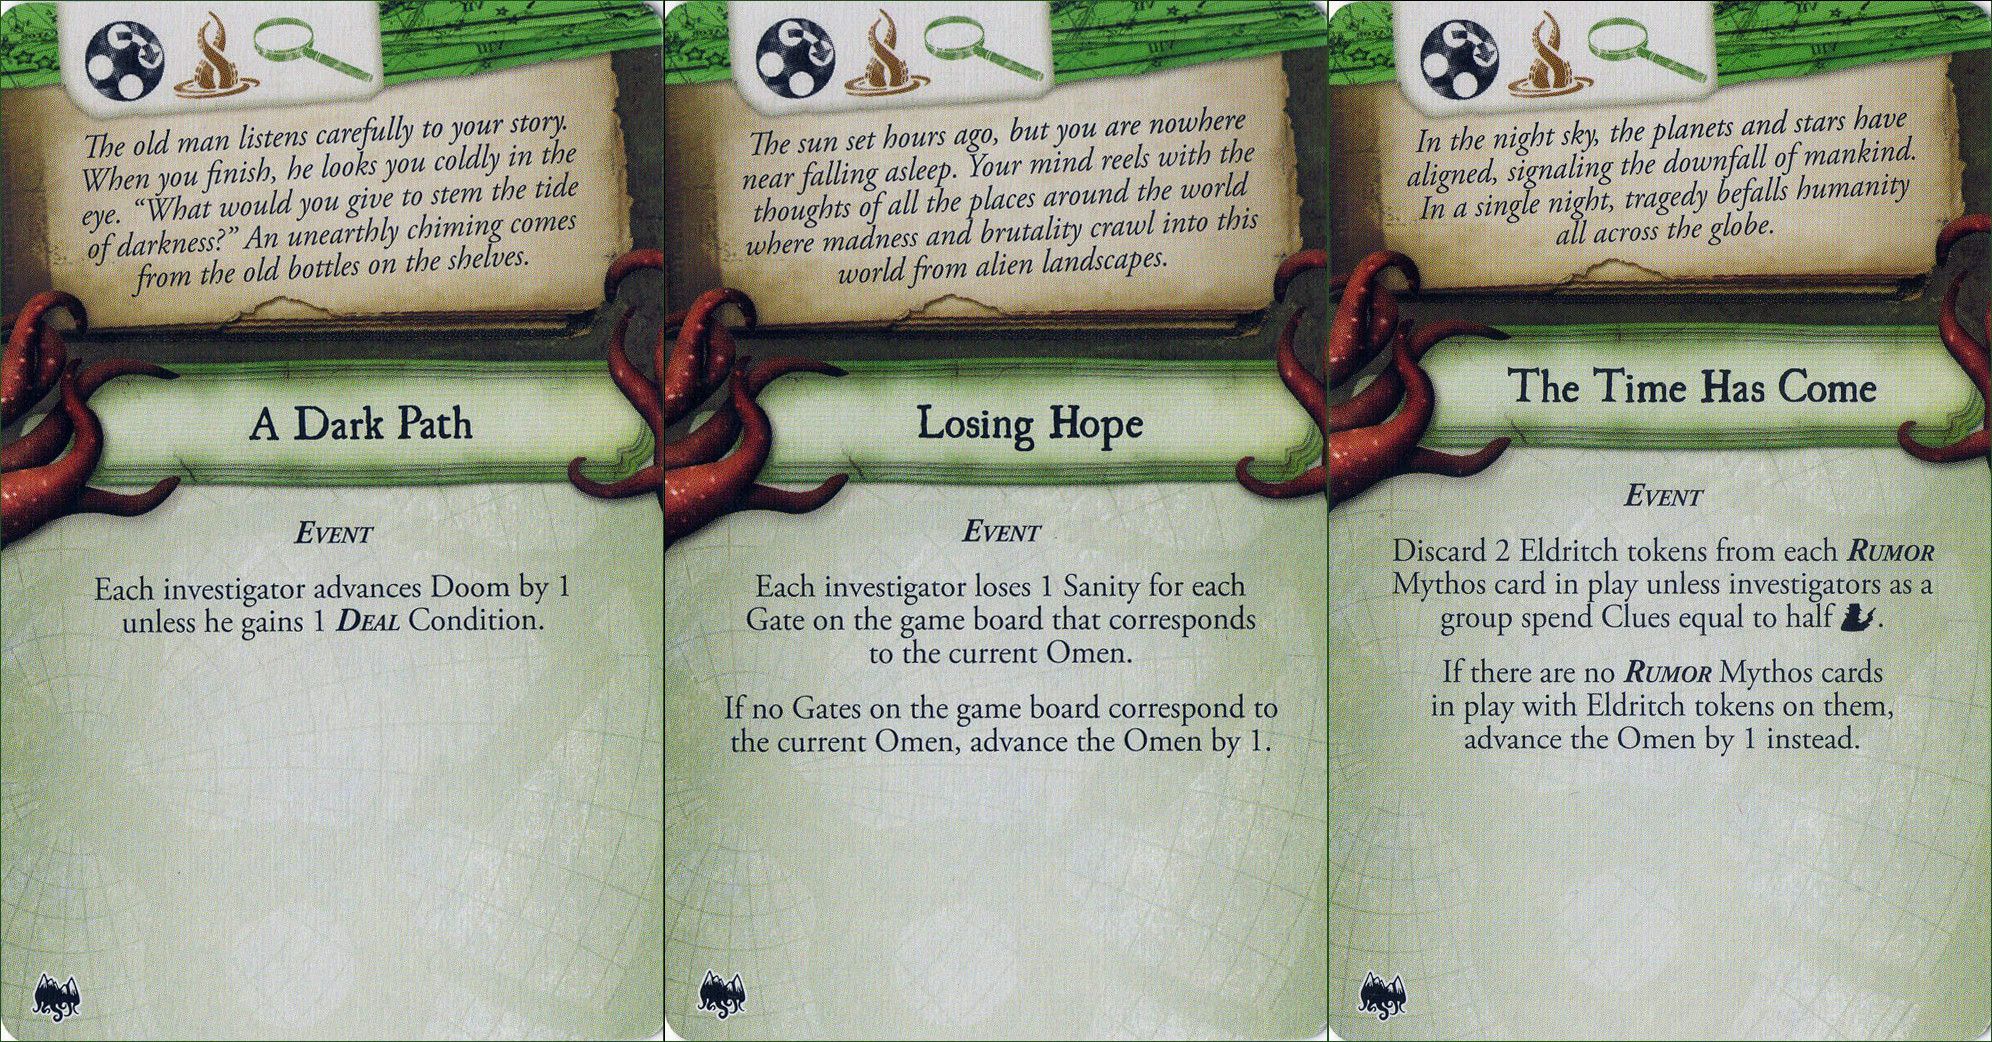 The old man listens carefully to your story.
When you finish, he looks you coldly in the
eye. “What would you give to stem the tide
of darkness?” An unearthly chiming comes
from the old bottles on the shelves.
A Dark Path
Event
Each investigator advances Doom by 1
unless he gains 1 Deal Condition.
The sun set hours ago, but you are nowhere
near falling asleep. Your mind reels with the
thoughts of all the places around the world
where madness and brutality crawl into this
world from alien landscapes.
Losing Hope
Event
Each investigator loses 1 Sanity for each
Gate on the game board that corresponds
to the current Omen.
If no Gates on the game board correspond to
the current Omen, advance the Omen by 1.
In the night sky, the planets and stars have
aligned, signaling the downfall of mankind.
In a single night, tragedy befalls humanity
all across the globe.
The Time Has Come
Event
Discard 2 Eldritch tokens from each Rumor
Mythos card in play unless investigators as a
group spend Clues equal to half .
If there are no Rumor Mythos cards
in play with Eldritch tokens on them,
advance the Omen by 1 instead.